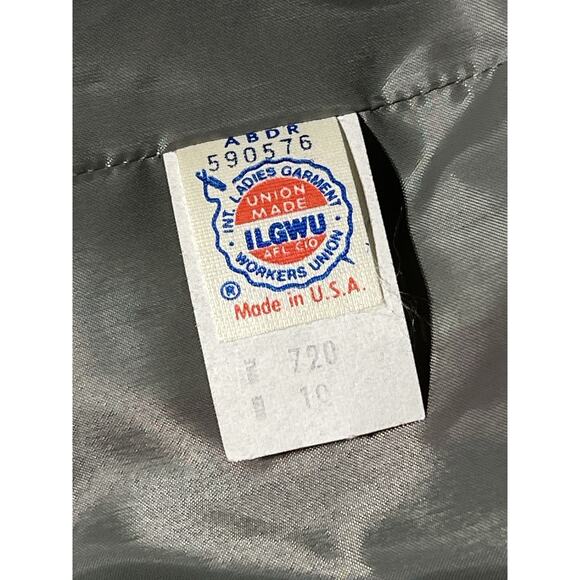 ABDR
590576
INT. LADIES GARMENT
UNION
MADE
ILGWU
AFL CIO
WORKERS UNION
®
Made in U.S.A.
720
10